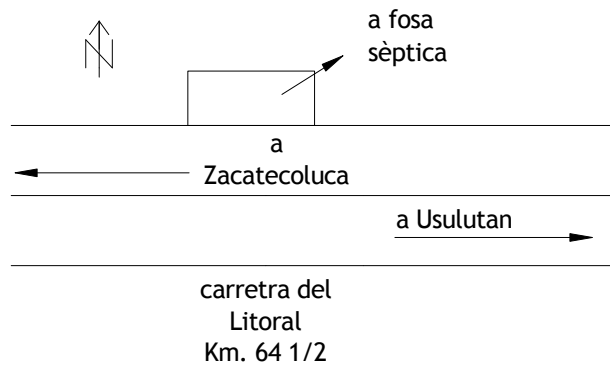 a fosa
sèptica
N
a
Zacatecoluca
a Usulutan
carretra del
Litoral
Km. 64 1/2